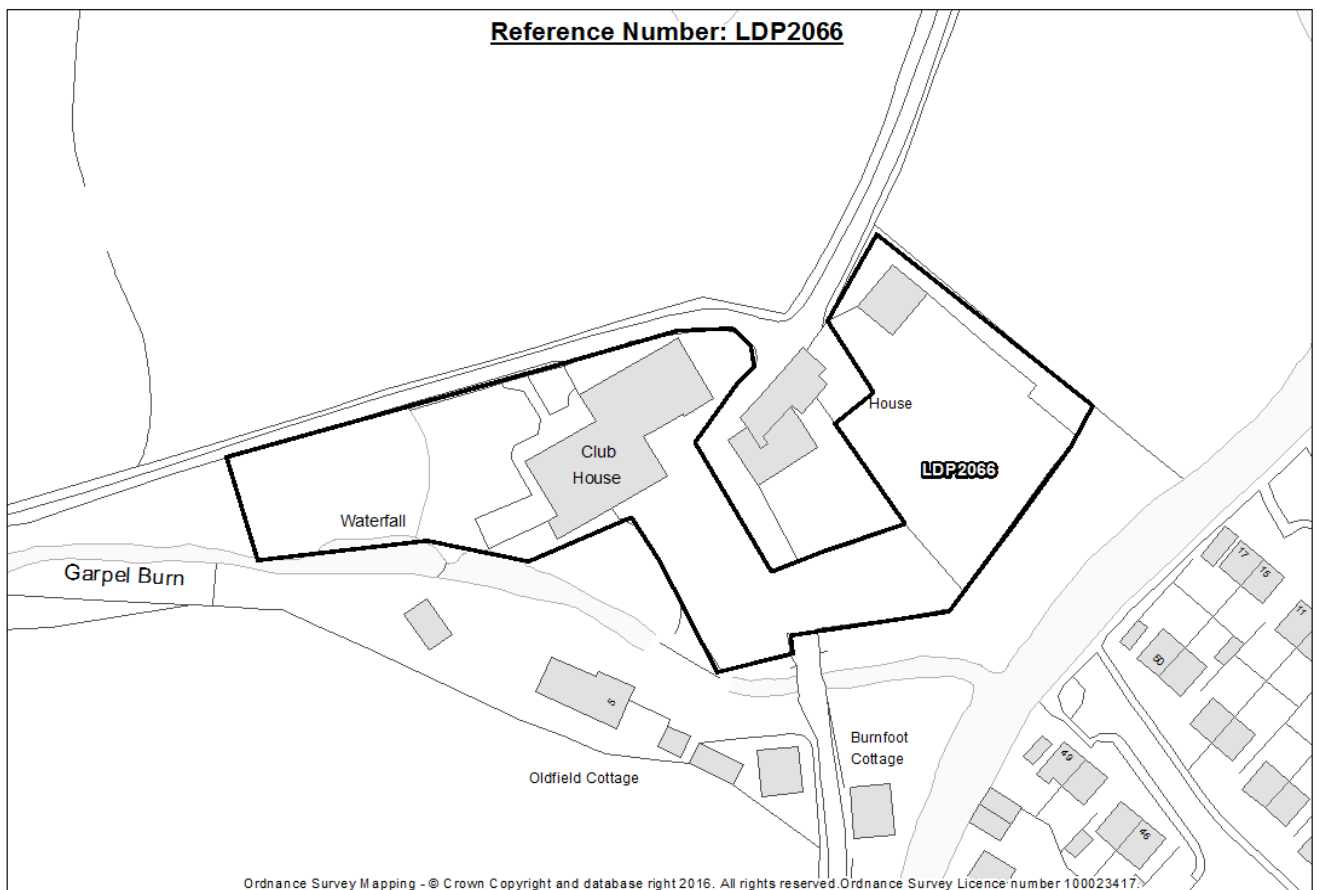 Reference Number: LDP2066
House
Club
House
LDP2066
Waterfall
Garpel Burn
17
15
11
50
5
Burnfoot
Cottage
49
Oldfield Cottage
46
Ordnance Survey Mapping - © Crown Copyright and database right 2016. All rights reserved.Ordnance Survey Licence number 100023417.